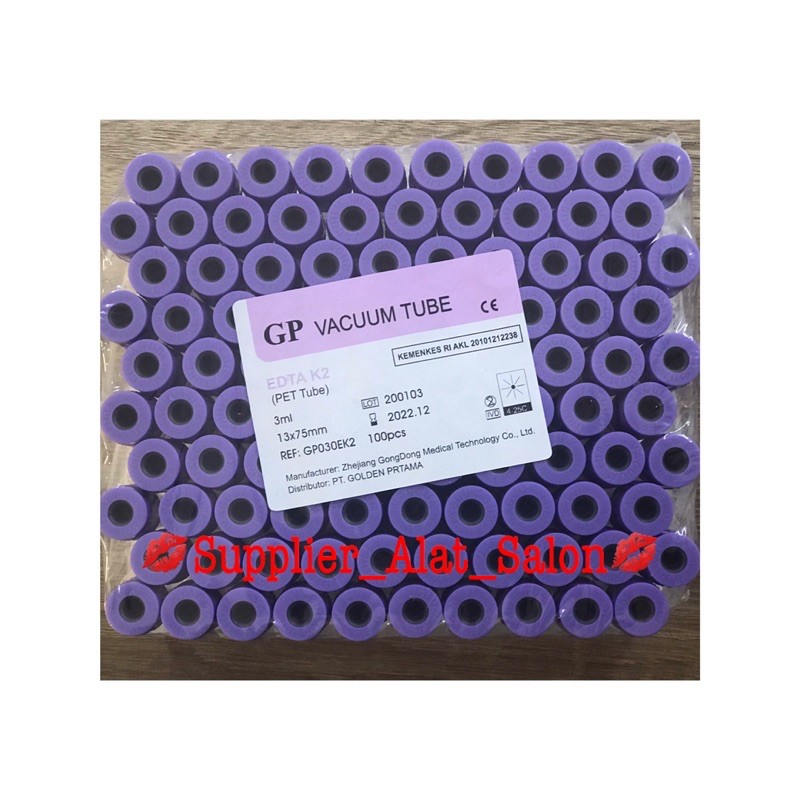 GP VACUUM TUBE CE
KEMENKES RI AKL 20101212238
EDTA K2
(PET Tube)
3ml
13x75mm
REF: GP030EK2
LOT 200103
2022.12
100pcs
2
IVD
4-25C
Manufacturer: Zhejiang GongDong Medical Technology Co., Ltd.
Distributor: PT. GOLDEN PRTAMA
💋Supplier_Alat_Salon💋